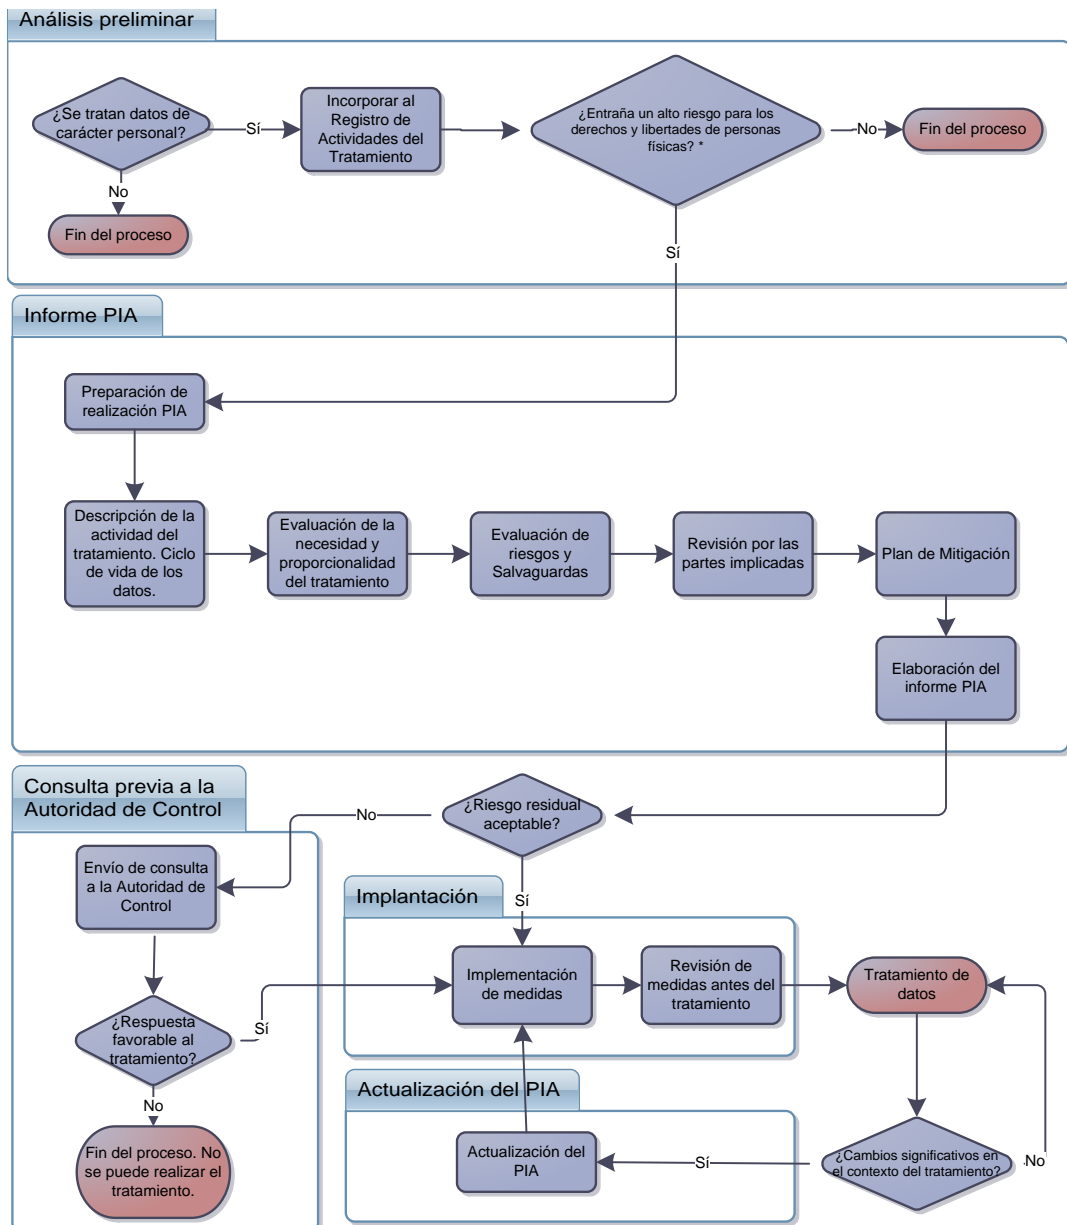 Análisis preliminar
¿Se tratan datos de
carácter personal?
Sí
Incorporar al
Registro de
Actividades del
Tratamiento
¿Entraña un alto riesgo para los
derechos y libertades de personas
físicas? *
No
Fin del proceso
No
Fin del proceso
Sí
Informe PIA
Preparación de
realización PIA
Descripción de la
actividad del
tratamiento. Ciclo
de vida de los
datos.
Evaluación de la
necesidad y
proporcionalidad
del tratamiento
Evaluación de
riesgos y
Salvaguardas
Revisión por las
partes implicadas
Plan de Mitigación
Elaboración del
informe PIA
Consulta previa a la
Autoridad de Control
¿Riesgo residual
aceptable?
No
Sí
Envío de consulta
a la Autoridad de
Control
¿Respuesta
favorable al
tratamiento?
Sí
No
Fin del proceso. No
se puede realizar el
tratamiento.
Implantación
Implementación
de medidas
Revisión de
medidas antes del
tratamiento
Tratamiento de
datos
Actualización del PIA
Actualización del
PIA
Sí
¿Cambios significativos en
el contexto del tratamiento?
No